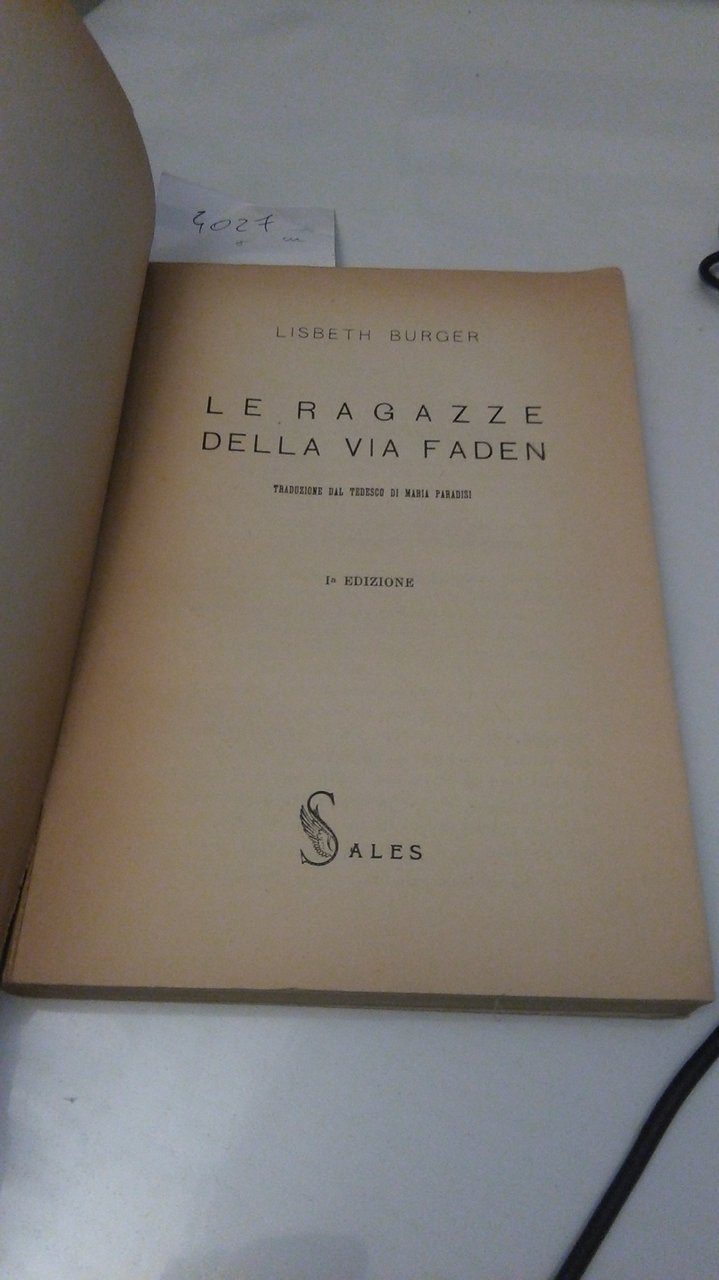 4027
LISBETH BURGER
LE RAGAZZE
DELLA VIA FADEN
TRADUZIONE DAL TEDESCO DI MARIA PARADISI
Iª EDIZIONE
SALES